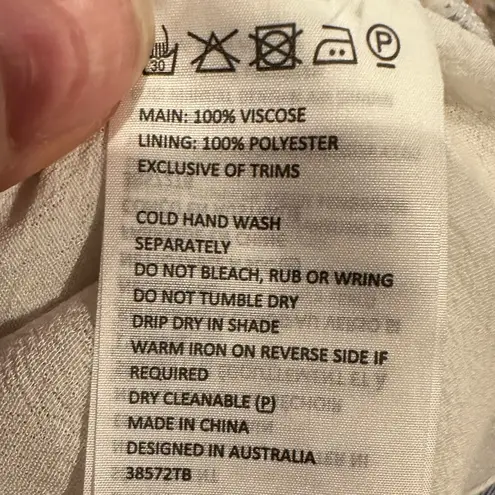 30 P
MAIN: 100% VISCOSE
LINING: 100% POLYESTER
EXCLUSIVE OF TRIMS
COLD HAND WASH
SEPARATELY
DO NOT BLEACH, RUB OR WRING
DO NOT TUMBLE DRY
DRIP DRY IN SHADE
WARM IRON ON REVERSE SIDE IF
REQUIRED
DRY CLEANABLE (P)
MADE IN CHINA
DESIGNED IN AUSTRALIA
38572TB